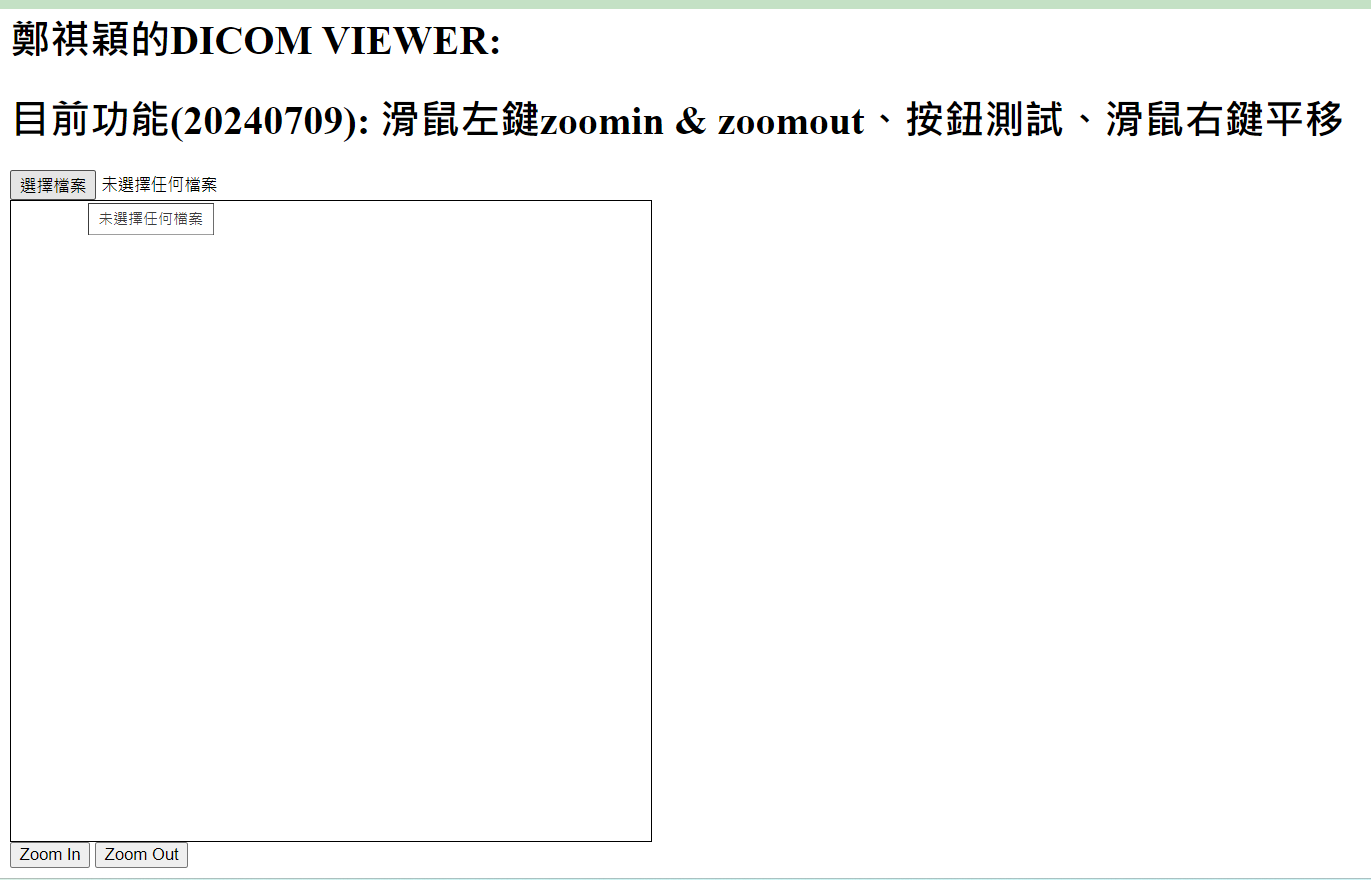 鄭祺穎的DICOM VIEWER:
目前功能(20240709): 滑鼠左鍵zoomin & zoomout、按鈕測試、滑鼠右鍵平移
選擇檔案 未選擇任何檔案
未選擇任何檔案
Zoom In Zoom Out